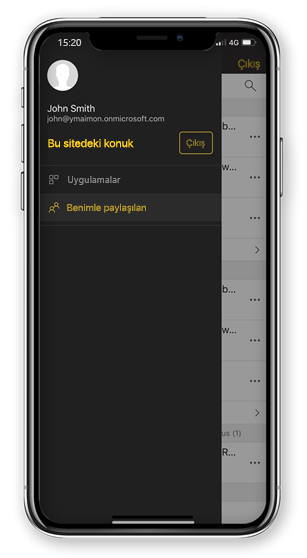 15:20
4G
Çıkış
John Smith
john@ymaimon.onmicrosoft.com
b...
Bu sitedeki konuk
Çıkış
w...
Uygulamalar
Benimle paylaşılan
b...
w...
us (1)
R...